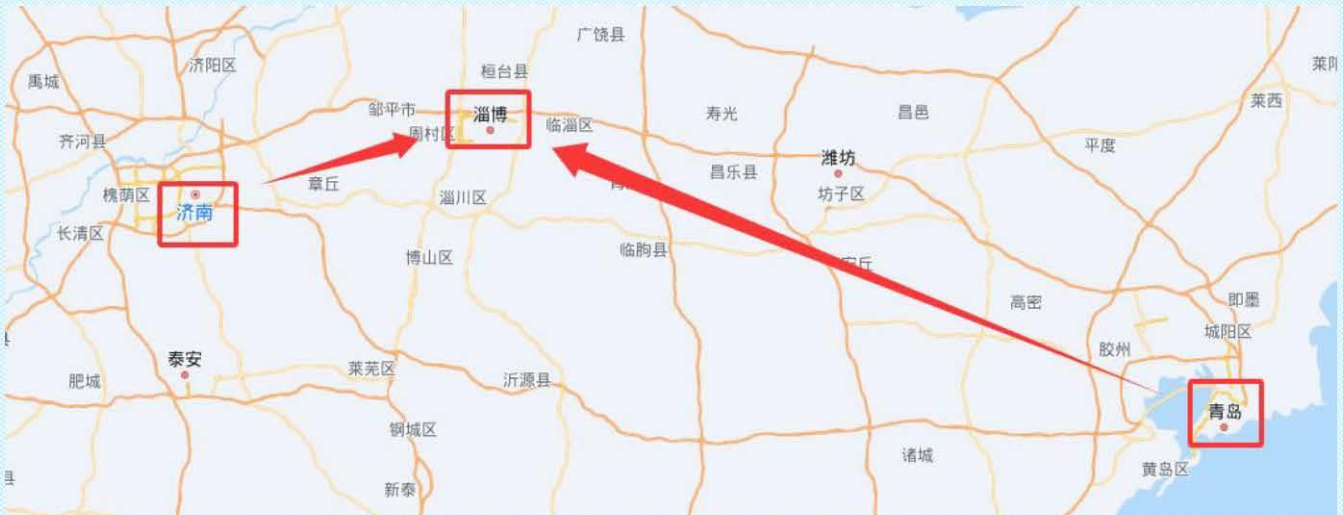 广饶县
济阳区
莱阳
桓台县
禹城
莱西
邹平市
淄博
寿光
昌邑
周村区
临淄区
齐河县
平度
潍坊
昌乐县
章丘
槐荫区
淄川区
坊子区
济南
长清区
临朐县
博山区
安丘
高密
即墨
城阳区
胶州
泰安
莱芜区
沂源县
肥城
青岛
钢城区
诸城
黄岛区
县
新泰